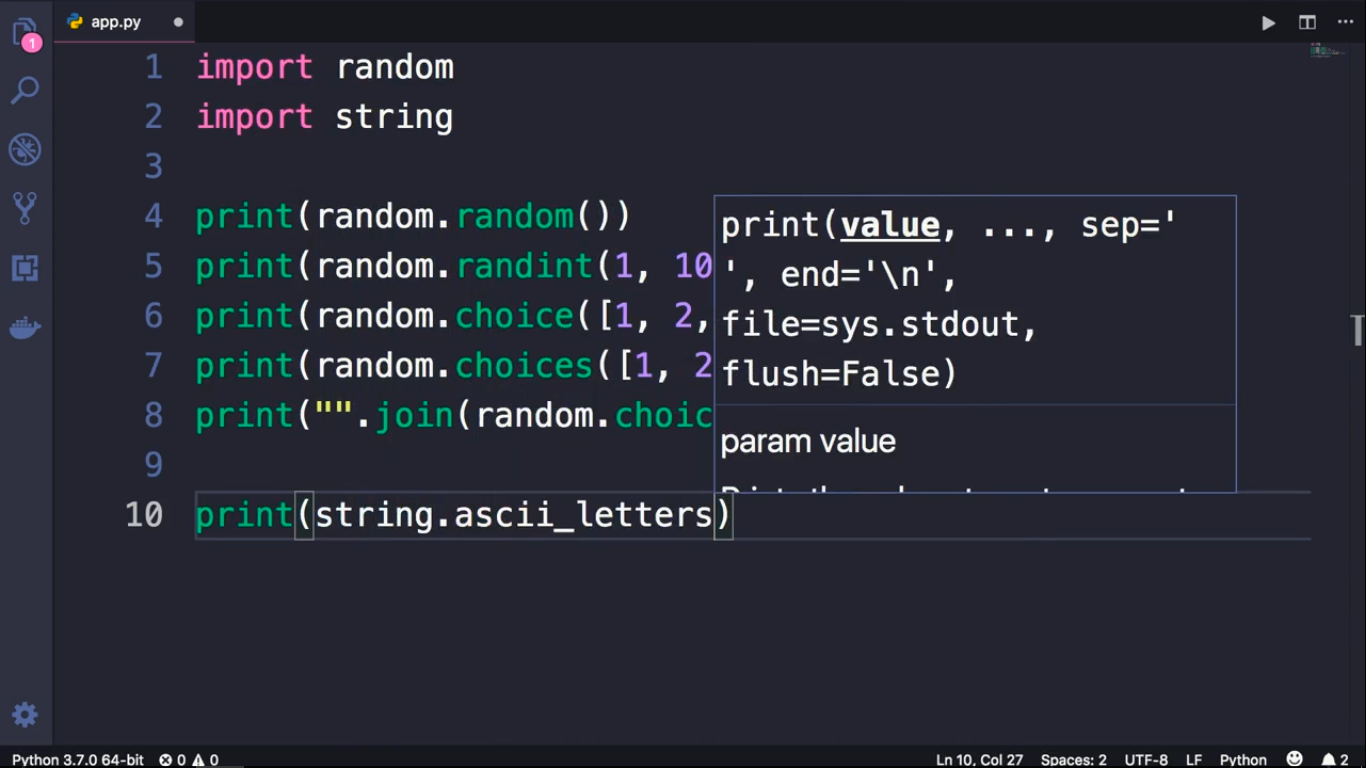 app.py
1
1 import random
2 import string
3
4 print(random.random())
5 print(random.randint(1, 10
6 print(random.choice([1, 2,
7 print(random.choices([1, 2
8 print("".join(random.choic
9
10 print(string.ascii_letters)
print(value, ..., sep='
', end='\n',
file=sys.stdout,
flush=False)
param value
Python 3.7.0 64-bit 0 0 Ln 10, Col 27 Spaces: 2 UTF-8 LF Python 2